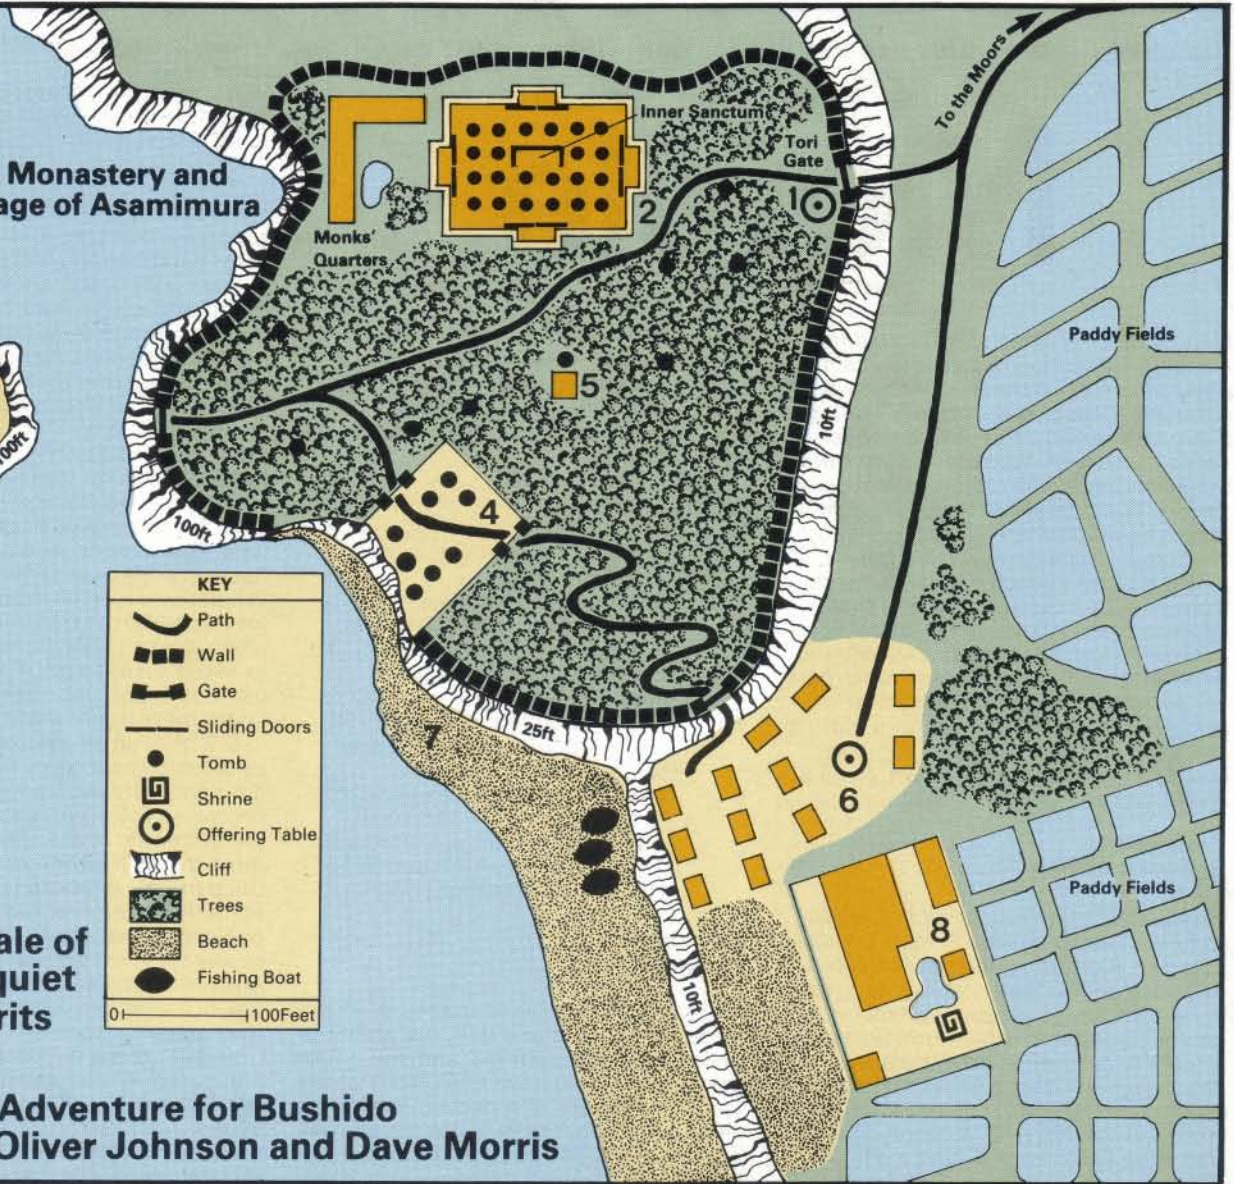 To the Moors
Inner Sanctum
Tori
Gate
1
Monastery and
age of Asamimura
2
Monks'
Quarters
Paddy Fields
5
10ft
100ft
4
100ft
KEY
Path
Wall
Gate
Sliding Doors
Tomb
Shrine
Offering Table
Cliff
Trees
Beach
Fishing Boat
0 100Feet
7
25ft
6
Paddy Fields
8
10ft
ale of
quiet
rits
Adventure for Bushido
Oliver Johnson and Dave Morris